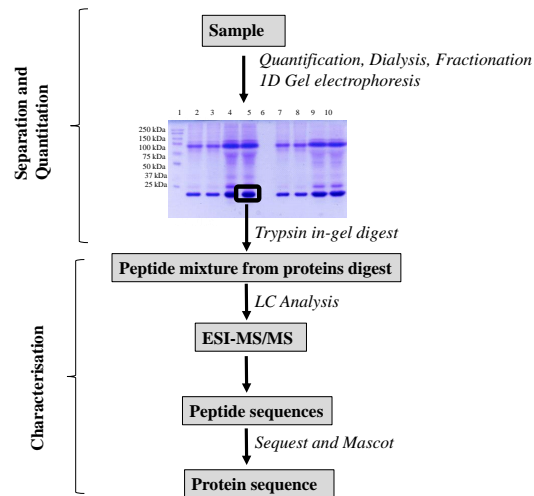 Sample
Quantification, Dialysis, Fractionation
1D Gel electrophoresis
Separation and
Quantitation
1 2 3 4 5 6 7 8 9 10
250 kDa
150 kDa
100 kDa
75 kDa
50 kDa
37 kDa
25 kDa
Trypsin in-gel digest
Peptide mixture from proteins digest
LC Analysis
Characterisation
ESI-MS/MS
Peptide sequences
Sequest and Mascot
Protein sequence